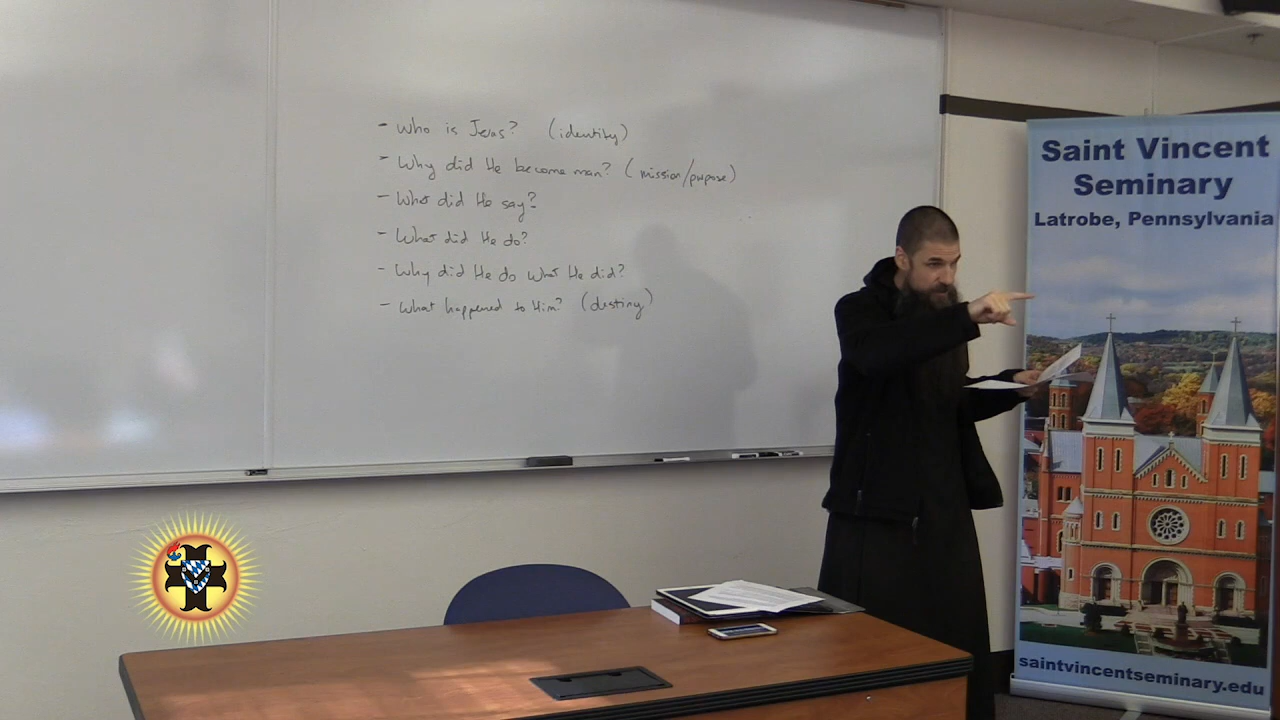 - Who is Jesus? (identity)
- Why did He become man? (mission/purpose)
- What did He say?
- What did He do?
- Why did He do what He did?
- What happened to Him? (destiny)
Saint Vincent
Seminary
Latrobe, Pennsylvania
saintvincentseminary.edu